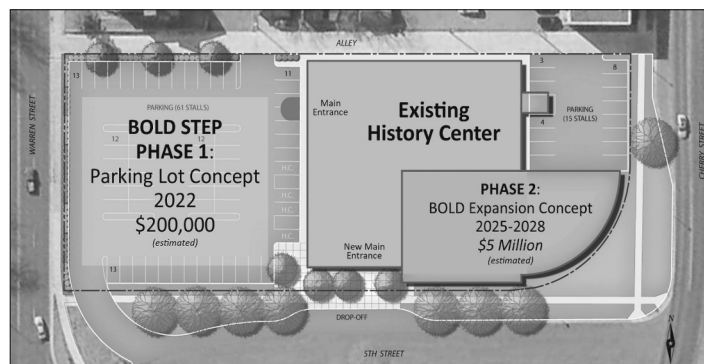 ALLEY
WARREN STREET
13
11
PARKING (61 STALLS)
12
12
BOLD STEP
PHASE 1:
Parking Lot Concept
2022
$200,000
(estimated)
H.C.
H.C.
H.C.
H.C.
13
Main
Entrance
Existing
History Center
New Main
Entrance
3
8
4
PARKING
(15 STALLS)
PHASE 2:
BOLD Expansion Concept
2025-2028
$5 Million
(estimated)
CHERRY STREET
DROP-OFF
5TH STREET
N